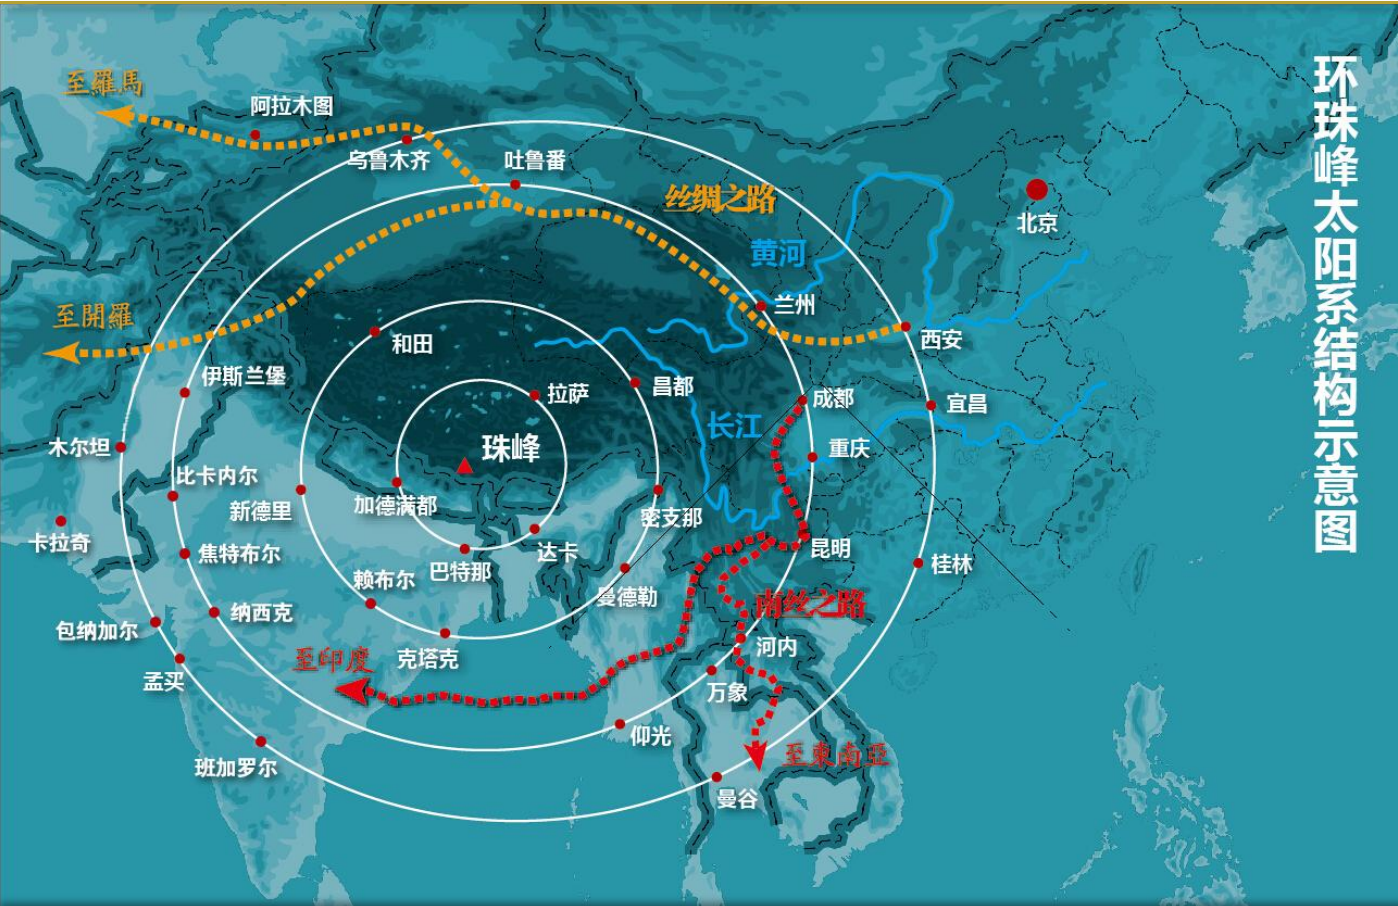 环珠峰太阳系结构示意图
至羅馬
阿拉木图
乌鲁木齐
吐鲁番
丝绸之路
北京
黄河
至開羅
兰州
西安
和田
伊斯兰堡
拉萨
昌都
成都
宜昌
长江
木尔坦
珠峰
重庆
比卡内尔
新德里
加德满都
密支那
卡拉奇
焦特布尔
巴特那
达卡
昆明
桂林
赖布尔
曼德勒
南丝之路
纳西克
包纳加尔
至印度
克塔克
河内
孟买
万象
仰光
至東南亞
班加罗尔
曼谷